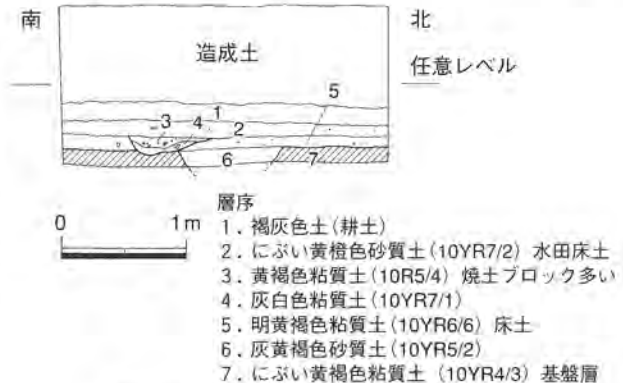 南
北
造成土
任意レベル
5
1
3
4
2
6
7
0
1m
層序
1．褐灰色土(耕土)
2．にぶい黄橙色砂質土(10YR7/2) 水田床土
3．黄褐色粘質土(10R5/4) 焼土ブロック多い
4．灰白色粘質土(10YR7/1)
5．明黄褐色粘質土(10YR6/6) 床土
6．灰黄褐色砂質土(10YR5/2)
7．にぶい黄褐色粘質土 (10YR4/3) 基盤層